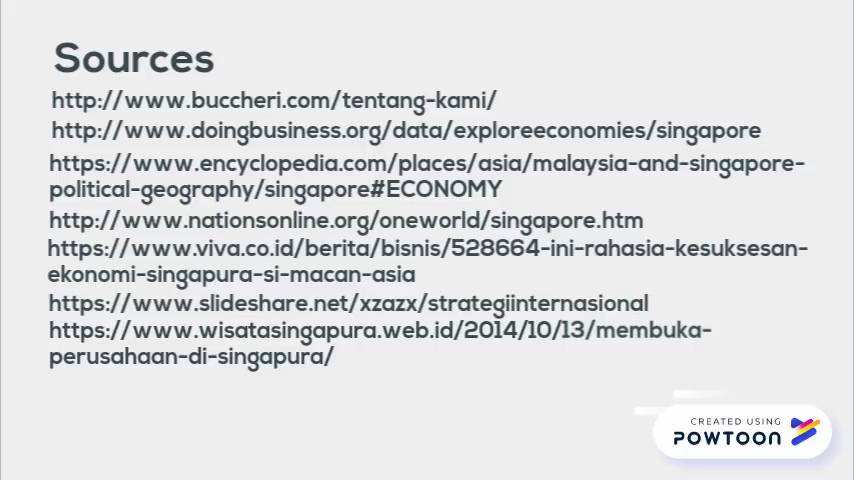 Sources
http://www.buccheri.com/tentang-kami/
http://www.doingbusiness.org/data/exploreeconomies/singapore
https://www.encyclopedia.com/places/asia/malaysia-and-singapore-
political-geography/singapore#ECONOMY
http://www.nationsonline.org/oneworld/singapore.htm
https://www.viva.co.id/berita/bisnis/528664-ini-rahasia-kesuksesan-
ekonomi-singapura-si-macan-asia
https://www.slideshare.net/xzazx/strategiinternasional
https://www.wisatasingapura.web.id/2014/10/13/membuka-
perusahaan-di-singapura/
CREATED USING
POWTOON